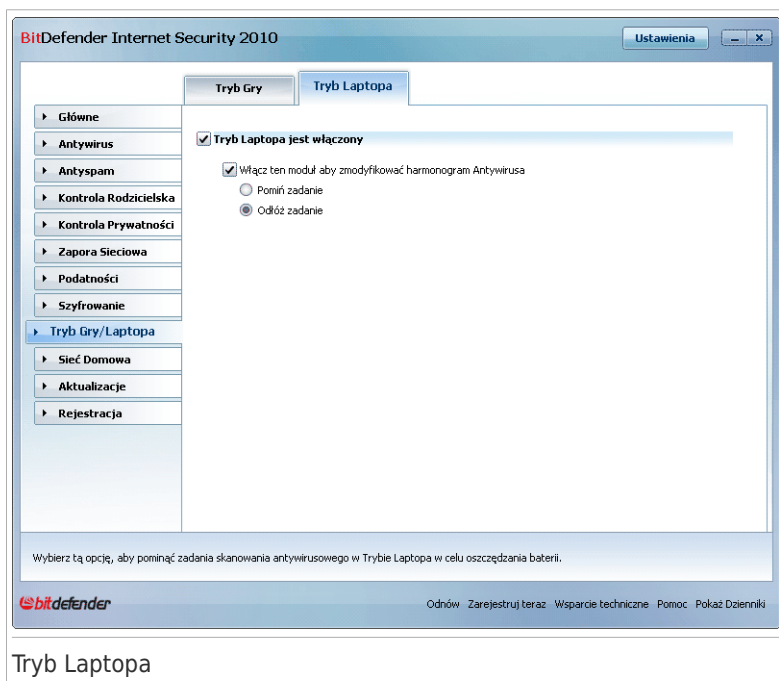 BitDefender Internet Security 2010
Ustawienia
Tryb Gry
Tryb Laptopa
Główne
Antywirus
Antyspam
Kontrola Rodzicielska
Kontrola Prywatności
Zapora Sieciowa
Podatności
Szyfrowanie
Tryb Gry/Laptopa
Sieć Domowa
Aktualizacje
Rejestracja
Tryb Laptopa jest włączony
Włącz ten moduł aby zmodyfikować harmonogram Antywirusa
Pomiń zadanie
Odłóż zadanie
Wybierz tą opcję, aby pominąć zadania skanowania antywirusowego w Trybie Laptopa w celu oszczędzania baterii.
bitdefender
Odnów Zarejestruj teraz Wsparcie techniczne Pomoc Pokaż Dzienniki
Tryb Laptopa